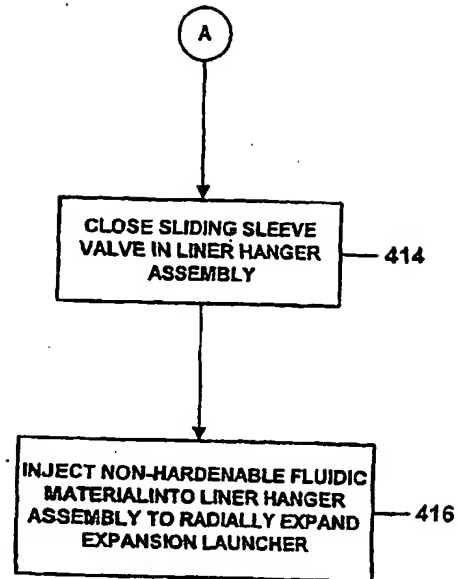 A
CLOSE SLIDING SLEEVE
VALVE IN LINER HANGER
ASSEMBLY
414
INJECT NON-HARDENABLE FLUIDIC
MATERIALINTO LINER HANGER
ASSEMBLY TO RADIALLY EXPAND
EXPANSION LAUNCHER
416